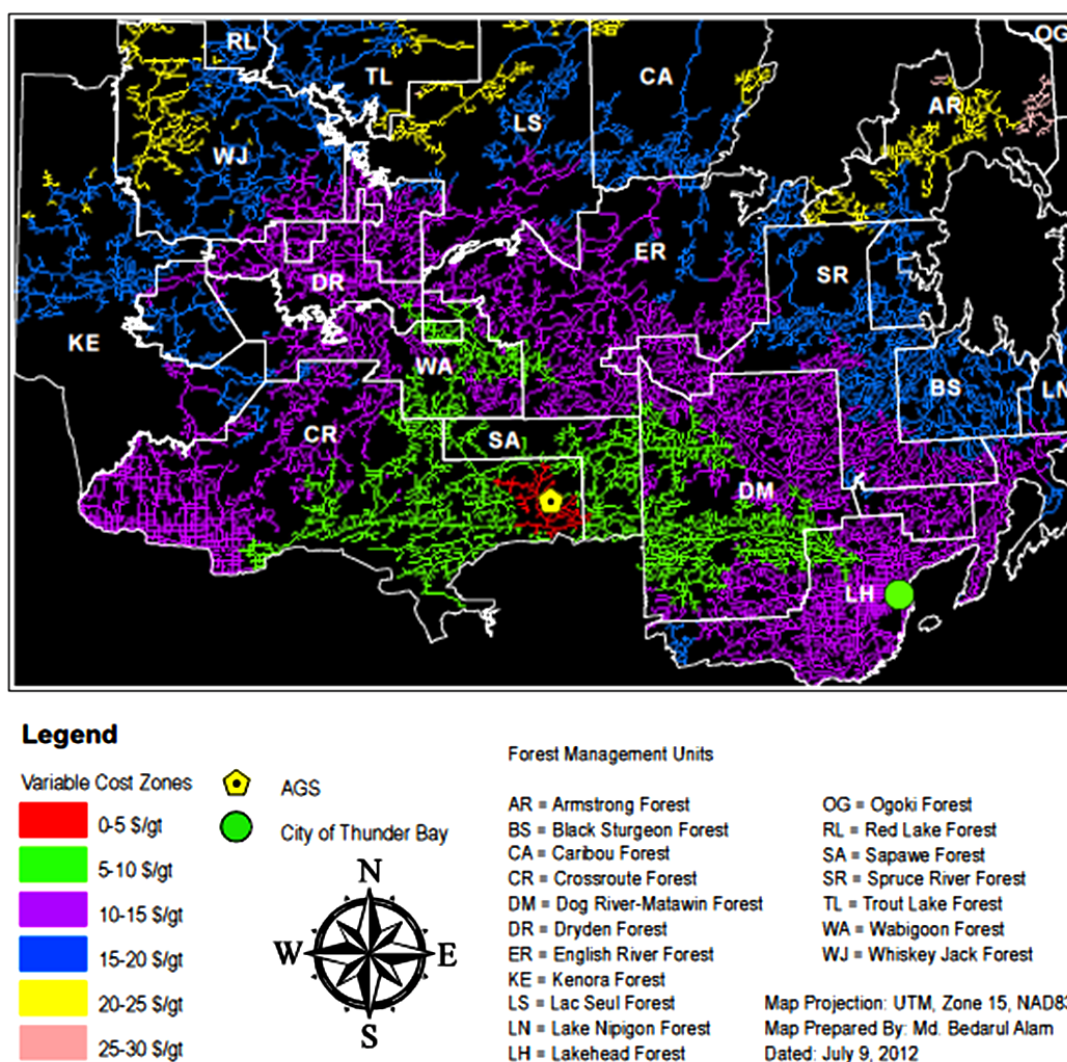 RL
OG
TL
CA
AR
LS
WJ
ER
SR
DR
KE
WA
BS
LN
CR
SA
DM
LH
Legend
Variable Cost Zones
0-5 $/gt
5-10 $/gt
10-15 $/gt
15-20 $/gt
20-25 $/gt
25-30 $/gt
AGS
City of Thunder Bay
N
W
E
S
Forest Management Units
AR = Armstrong Forest
BS = Black Sturgeon Forest
CA = Caribou Forest
CR = Crossroute Forest
DM = Dog River-Matawin Forest
DR = Dryden Forest
ER = English River Forest
KE = Kenora Forest
LS = Lac Seul Forest
LN = Lake Nipigon Forest
LH = Lakehead Forest
OG = Ogoki Forest
RL = Red Lake Forest
SA = Sapawe Forest
SR = Spruce River Forest
TL = Trout Lake Forest
WA = Wabigoon Forest
WJ = Whiskey Jack Forest
Map Projection: UTM, Zone 15, NAD83
Map Prepared By: Md. Bedarul Alam
Dated: July 9, 2012